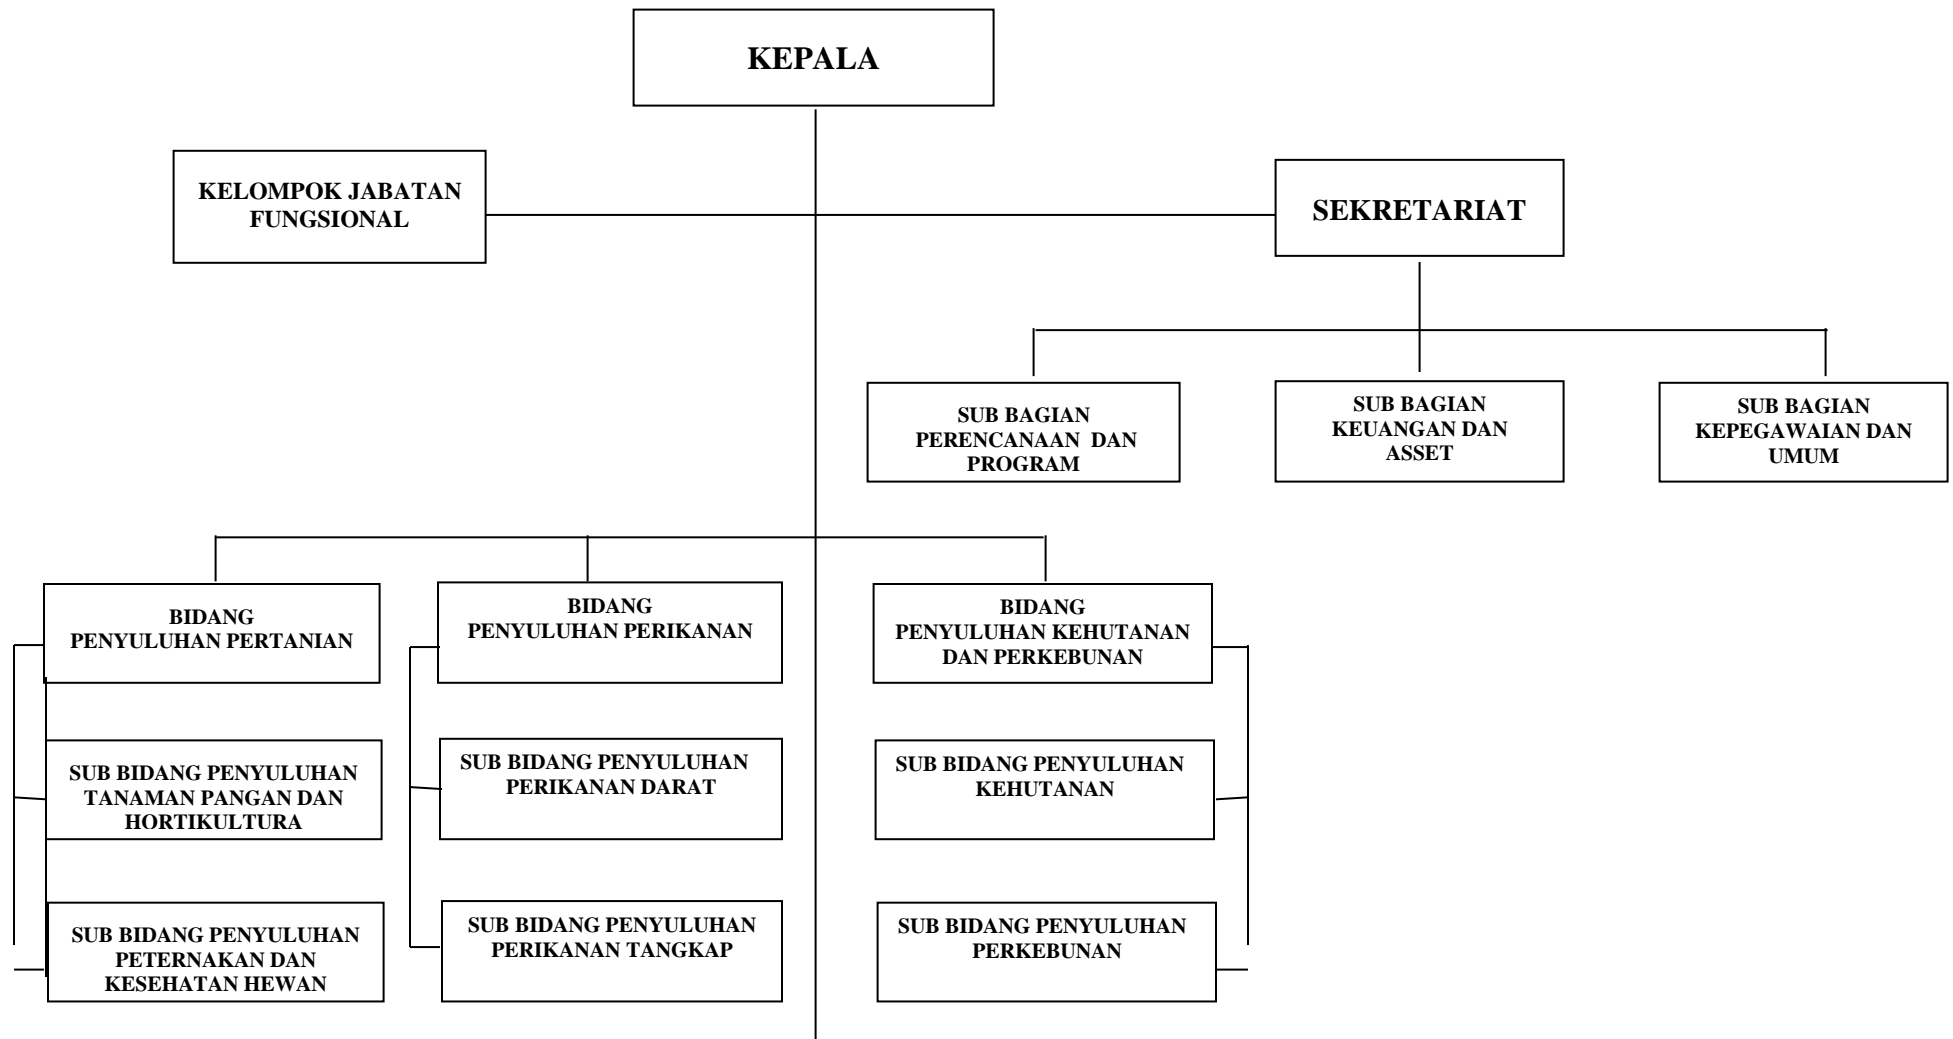 KEPALA
KELOMPOK JABATAN
FUNGSIONAL
SEKRETARIAT
SUB BAGIAN
PERENCANAAN DAN
PROGRAM
SUB BAGIAN
KEUANGAN DAN
ASSET
SUB BAGIAN
KEPEGAWAIAN DAN
UMUM
BIDANG
PENYULUHAN PERTANIAN
BIDANG
PENYULUHAN PERIKANAN
BIDANG
PENYULUHAN KEHUTANAN
DAN PERKEBUNAN
SUB BIDANG PENYULUHAN
TANAMAN PANGAN DAN
HORTIKULTURA
SUB BIDANG PENYULUHAN
PERIKANAN DARAT
SUB BIDANG PENYULUHAN
KEHUTANAN
SUB BIDANG PENYULUHAN
PETERNAKAN DAN
KESEHATAN HEWAN
SUB BIDANG PENYULUHAN
PERIKANAN TANGKAP
SUB BIDANG PENYULUHAN
PERKEBUNAN